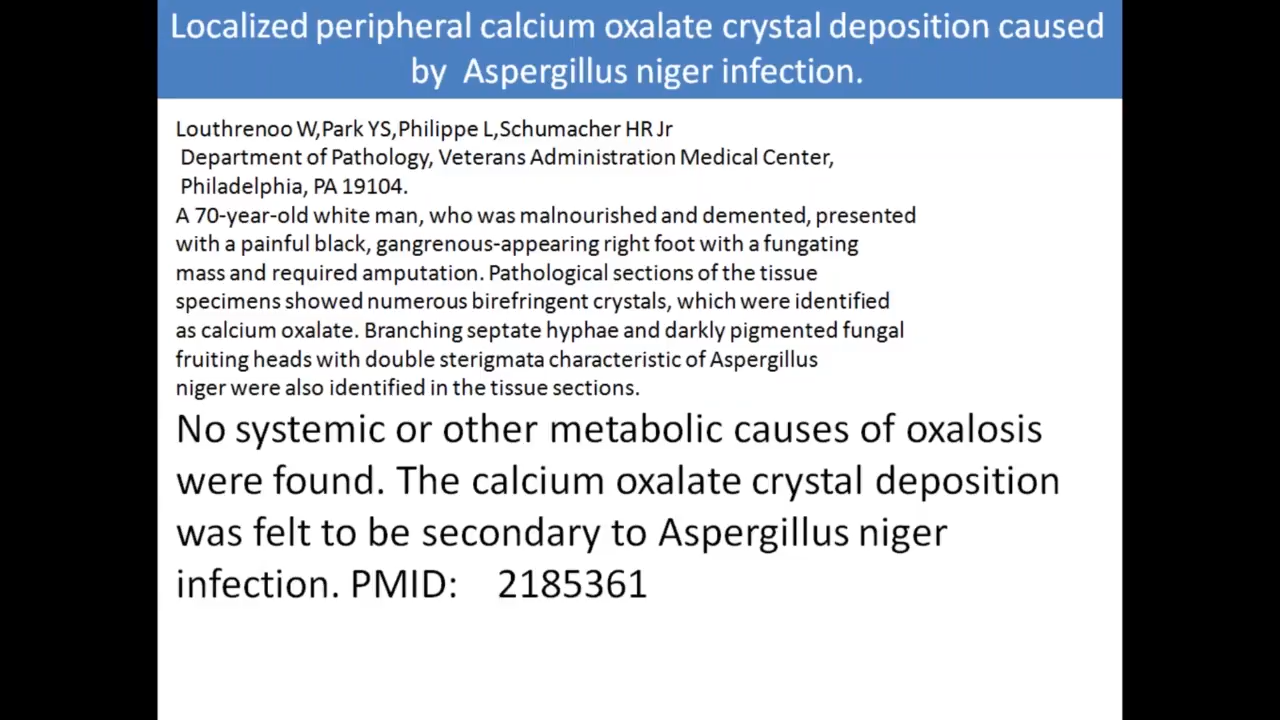 Localized peripheral calcium oxalate crystal deposition caused
by Aspergillus niger infection.
Louthrenoo W,Park YS,Philippe L,Schumacher HR Jr
Department of Pathology, Veterans Administration Medical Center,
Philadelphia, PA 19104.
A 70-year-old white man, who was malnourished and demented, presented
with a painful black, gangrenous-appearing right foot with a fungating
mass and required amputation. Pathological sections of the tissue
specimens showed numerous birefringent crystals, which were identified
as calcium oxalate. Branching septate hyphae and darkly pigmented fungal
fruiting heads with double sterigmata characteristic of Aspergillus
niger were also identified in the tissue sections.
No systemic or other metabolic causes of oxalosis
were found. The calcium oxalate crystal deposition
was felt to be secondary to Aspergillus niger
infection. PMID: 2185361